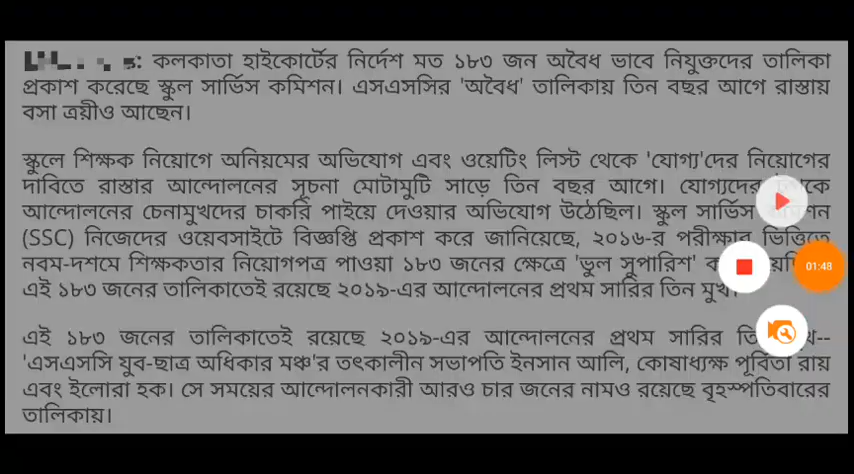 কলকাতা হাইকোর্টের নির্দেশ মত ১৮৩ জন অবৈধ ভাবে নিযুক্তদের তালিকা
প্রকাশ করেছে স্কুল সার্ভিস কমিশন। এসএসসির 'অবৈধ' তালিকায় তিন বছর আগে রাস্তায়
বসা ত্রয়ীও আছেন।
স্কুলে শিক্ষক নিয়োগে অনিয়মের অভিযোগ এবং ওয়েটিং লিস্ট থেকে 'যোগ্য'দের নিয়োগের
দাবিতে রাস্তার আন্দোলনের সূচনা মোটামুটি সাড়ে তিন বছর আগে। যোগ্যদের
আন্দোলনের চেনামুখদের চাকরি পাইয়ে দেওয়ার অভিযোগ উঠেছিল। স্কুল সার্ভিস
(SSC) নিজেদের ওয়েবসাইটে বিজ্ঞপ্তি প্রকাশ করে জানিয়েছে, ২০১৬-র পরীক্ষার ভিত্তিতে
নবম-দশমে শিক্ষকতার নিয়োগপত্র পাওয়া ১৮৩ জনের ক্ষেত্রে 'ভুল সুপারিশ'
এই ১৮৩ জনের তালিকাতেই রয়েছে ২০১৯-এর আন্দোলনের প্রথম সারির তিন মুখ।
এই ১৮৩ জনের তালিকাতেই রয়েছে ২০১৯-এর আন্দোলনের প্রথম সারির
'এসএসসি যুব-ছাত্র অধিকার মঞ্চ'র তৎকালীন সভাপতি ইনসান আলি, কোষাধ্যক্ষ পূর্বিতা রায়
এবং ইলোরা হক। সে সময়ের আন্দোলনকারী আরও চার জনের নামও রয়েছে বৃহস্পতিবারের
তালিকায়।
01:48